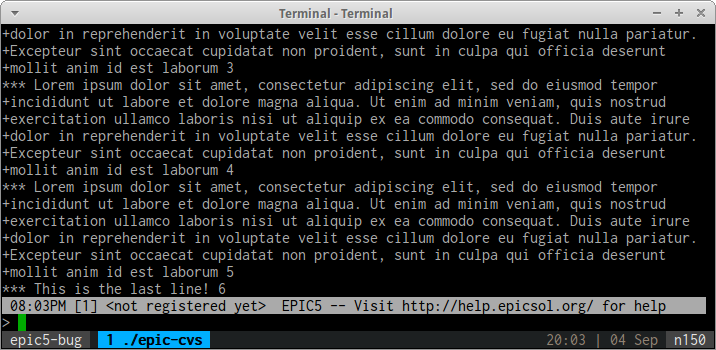 Terminal - Terminal
+dolor in reprehenderit in voluptate velit esse cillum dolore eu fugiat nulla pariatur.
+Excepteur sint occaecat cupidatat non proident, sunt in culpa qui officia deserunt
+mollit anim id est laborum 3
*** Lorem ipsum dolor sit amet, consectetur adipiscing elit, sed do eiusmod tempor
+incididunt ut labore et dolore magna aliqua. Ut enim ad minim veniam, quis nostrud
+exercitation ullamco laboris nisi ut aliquip ex ea commodo consequat. Duis aute irure
+dolor in reprehenderit in voluptate velit esse cillum dolore eu fugiat nulla pariatur.
+Excepteur sint occaecat cupidatat non proident, sunt in culpa qui officia deserunt
+mollit anim id est laborum 4
*** Lorem ipsum dolor sit amet, consectetur adipiscing elit, sed do eiusmod tempor
+incididunt ut labore et dolore magna aliqua. Ut enim ad minim veniam, quis nostrud
+exercitation ullamco laboris nisi ut aliquip ex ea commodo consequat. Duis aute irure
+dolor in reprehenderit in voluptate velit esse cillum dolore eu fugiat nulla pariatur.
+Excepteur sint occaecat cupidatat non proident, sunt in culpa qui officia deserunt
+mollit anim id est laborum 5
*** This is the last line! 6
08:03PM [1] <not registered yet>  EPIC5 -- Visit http://help.epicsol.org/ for help
>
epic5-bug 1 ./epic-cvs 20:03 | 04 Sep n150